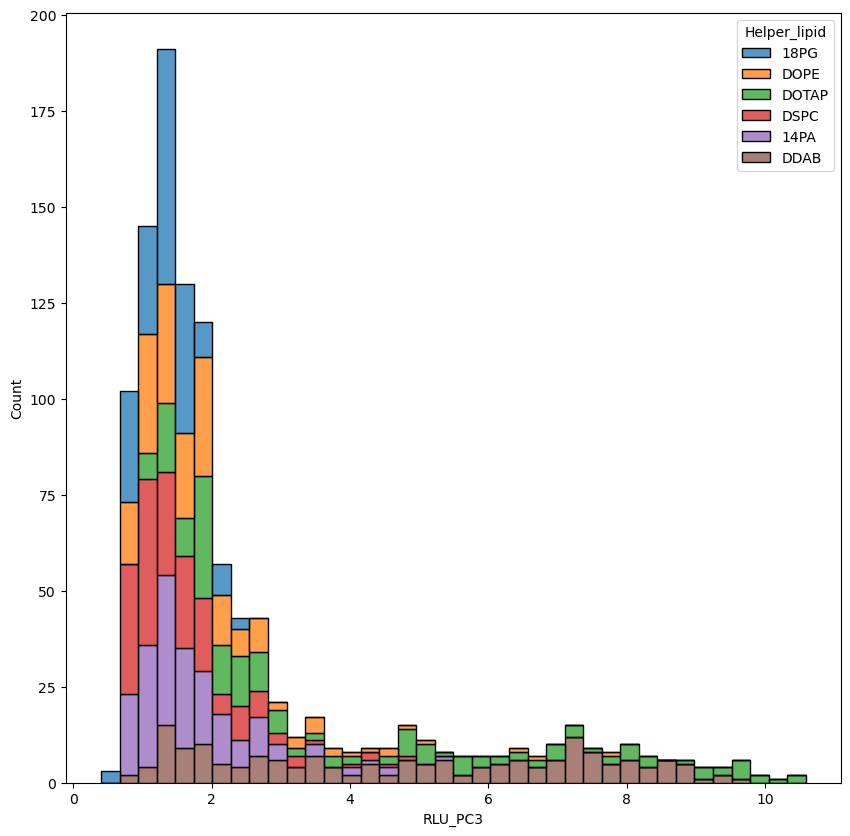 200
175
150
125
100
75
50
25
0
Count
0 2 4 6 8 10
RLU_PC3
Helper_lipid
18PG
DOPE
DOTAP
DSPC
14PA
DDAB